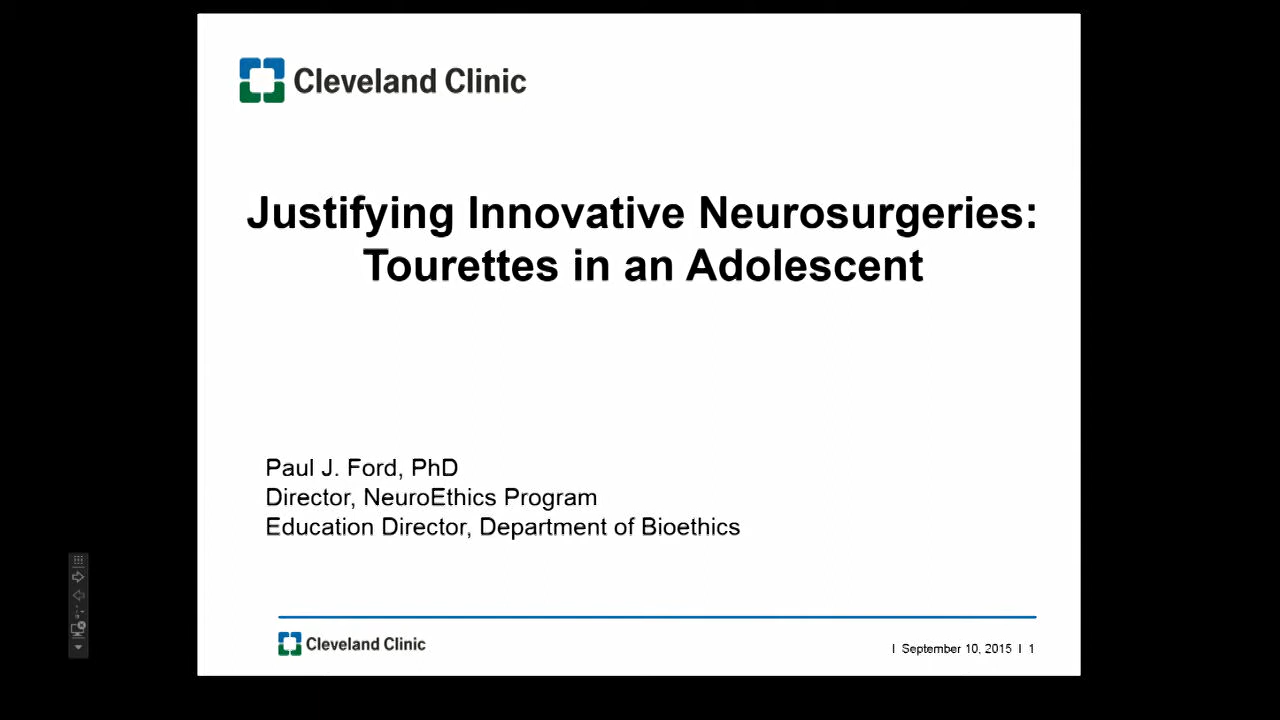 Cleveland Clinic
Justifying Innovative Neurosurgeries:
Tourettes in an Adolescent
Paul J. Ford, PhD
Director, NeuroEthics Program
Education Director, Department of Bioethics
Cleveland Clinic
I September 10, 2015 I 1